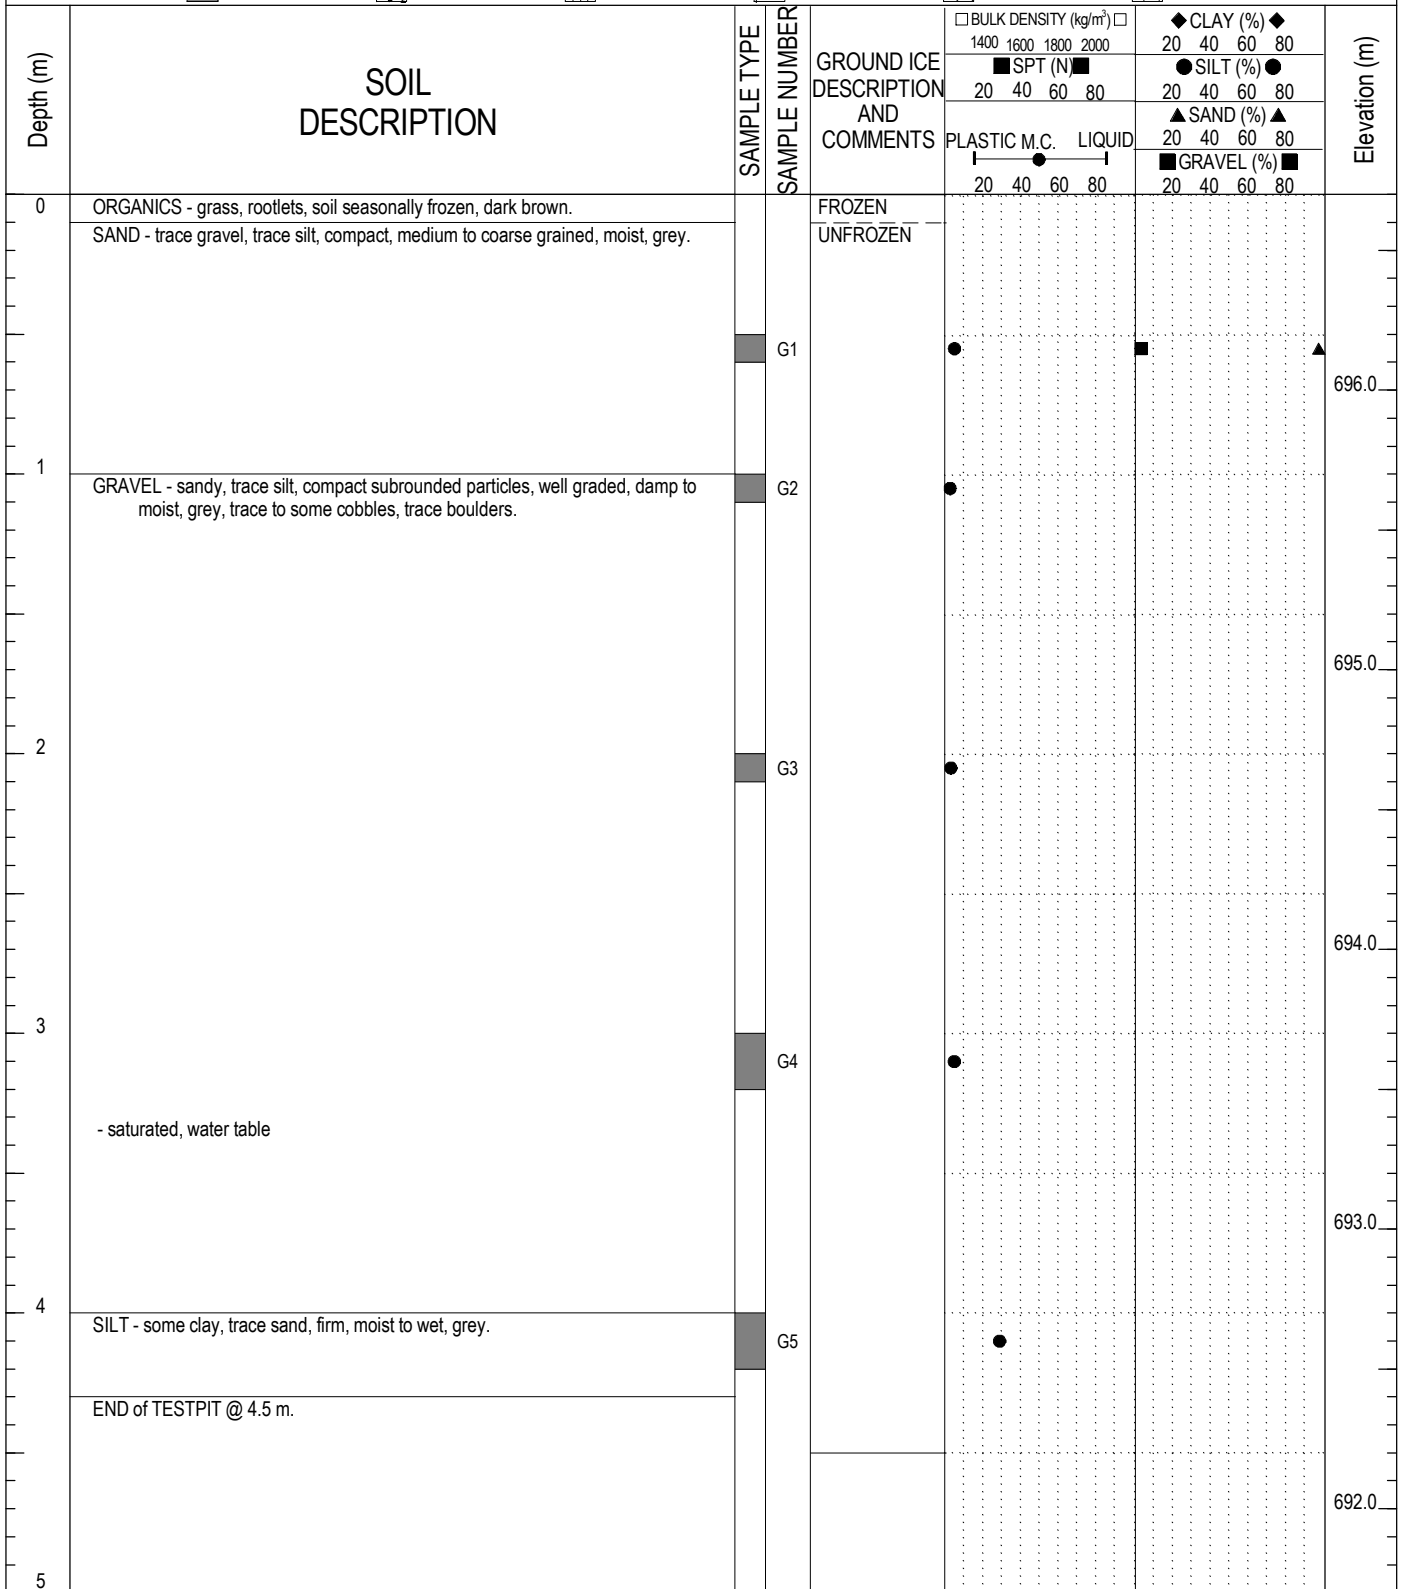 Depth (m)
SOIL
DESCRIPTION
SAMPLE TYPE
SAMPLE NUMBER
GROUND ICE
DESCRIPTION
AND
COMMENTS
□ BULK DENSITY (kg/m³) □
1400 1600 1800 2000
■ SPT (N) ■
20 40 60 80
PLASTIC M.C. LIQUID
20 40 60 80
◆ CLAY (%) ◆
20 40 60 80
● SILT (%) ●
20 40 60 80
▲ SAND (%) ▲
20 40 60 80
■ GRAVEL (%) ■
20 40 60 80
Elevation (m)
0
ORGANICS - grass, rootlets, soil seasonally frozen, dark brown.
FROZEN
SAND - trace gravel, trace silt, compact, medium to coarse grained, moist, grey.
UNFROZEN
G1
696.0
1
GRAVEL - sandy, trace silt, compact subrounded particles, well graded, damp to
moist, grey, trace to some cobbles, trace boulders.
G2
695.0
2
G3
694.0
3
G4
- saturated, water table
693.0
4
SILT - some clay, trace sand, firm, moist to wet, grey.
G5
END of TESTPIT @ 4.5 m.
692.0
5